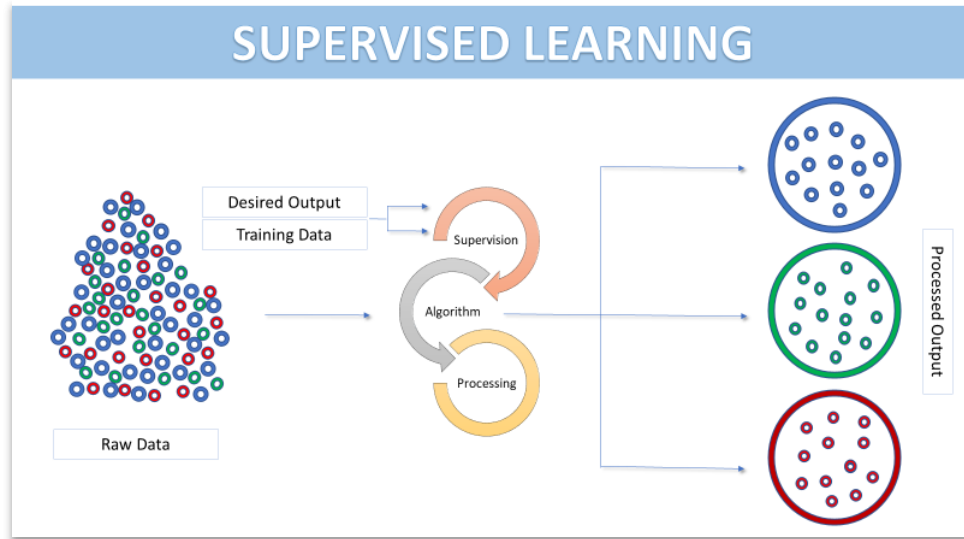 SUPERVISED LEARNING
Desired Output
Training Data
Supervision
Algorithm
Processing
Raw Data
Processed Output